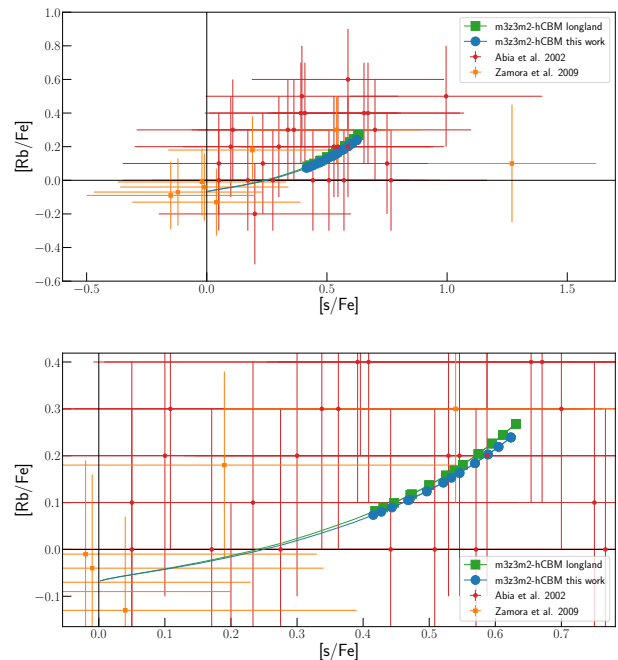 1.0
0.8
0.6
0.4
0.2
0.0
−0.2
−0.4
−0.6
[Rb/Fe]
m3z3m2-hCBM longland
m3z3m2-hCBM this work
Abia et al. 2002
Zamora et al. 2009
−0.5
0.0
0.5
1.0
1.5
[s/Fe]
0.4
0.3
0.2
0.1
0.0
−0.1
[Rb/Fe]
m3z3m2-hCBM longland
m3z3m2-hCBM this work
Abia et al. 2002
Zamora et al. 2009
0.0
0.1
0.2
0.3
0.4
0.5
0.6
0.7
[s/Fe]